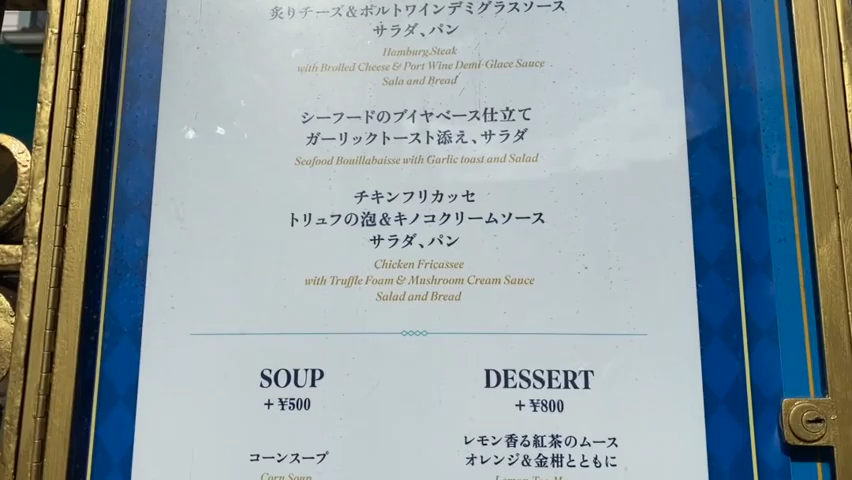 炙りチーズ＆ポルトワインデミグラスソース
サラダ、パン
Hamburg Steak
with Broiled Cheese & Port Wine Demi-Glace Sauce
Sala and Bread
シーフードのブイヤベース仕立て
ガーリックトースト添え、サラダ
Seafood Bouillabaisse with Garlic toast and Salad
チキンフリカッセ
トリュフの泡＆キノコクリームソース
サラダ、パン
Chicken Fricassee
with Truffle Foam & Mushroom Cream Sauce
Salad and Bread
SOUP
+ ¥500
コーンスープ
Corn Soup
DESSERT
+ ¥800
レモン香る紅茶のムース
オレンジ＆金柑とともに